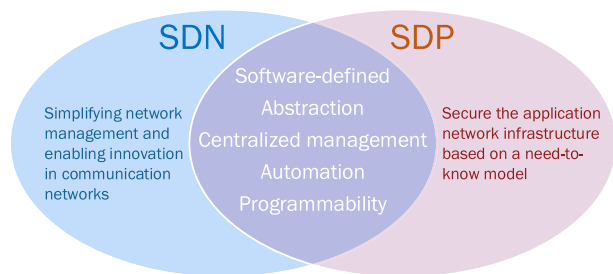 SDN
SDP
Simplifying network
management and
enabling innovation
in communication
networks
Software-defined
Abstraction
Centralized management
Automation
Programmability
Secure the application
network infrastructure
based on a need-to-
know model